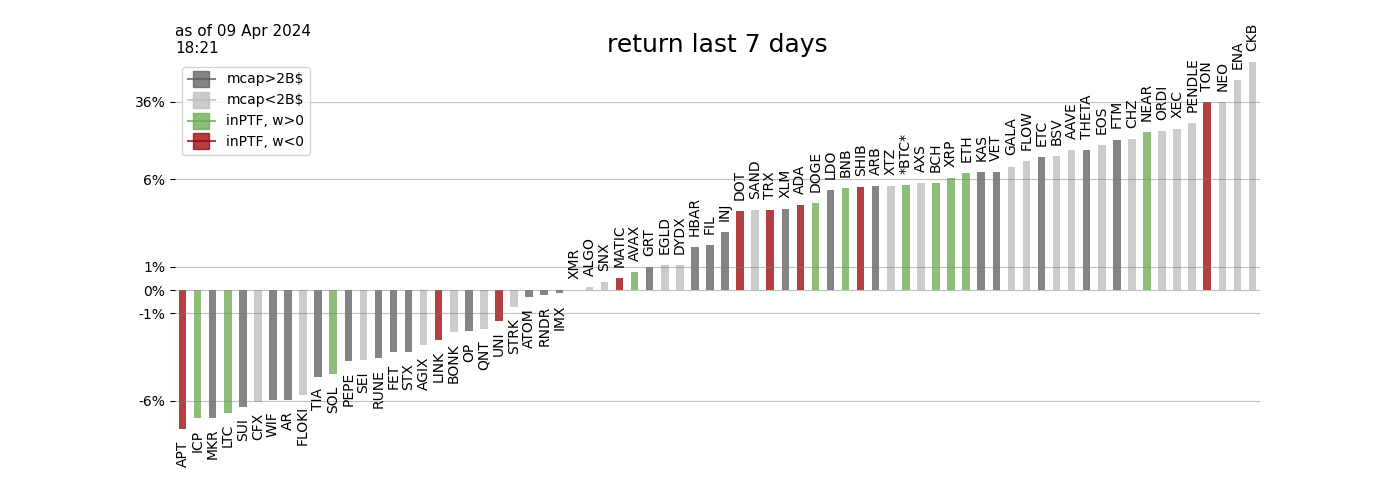 as of 09 Apr 2024
18:21
return last 7 days
mcap>2B$
mcap<2B$
inPTF, w>0
inPTF, w<0
36%
6%
1%
0%
-1%
-6%
APT
ICP
MKR
LTC
SUI
CFX
WIF
AR
FLOKI
TIA
SOL
PEPE
SEI
RUNE
FET
STX
AGIX
LINK
BONK
OP
QNT
UNI
STRK
ATOM
RNDR
IMX
XMR
ALGO
SNX
MATIC
AVAX
GRT
EGLD
DYDX
HBAR
FIL
INJ
DOT
SAND
TRX
XLM
ADA
DOGE
LDO
BNB
SHIB
ARB
XTZ
*BTC*
AXS
BCH
XRP
ETH
KAS
VET
GALA
FLOW
ETC
BSV
AAVE
THETA
EOS
FTM
CHZ
NEAR
ORDI
XEC
PENDLE
TON
NEO
ENA
CKB